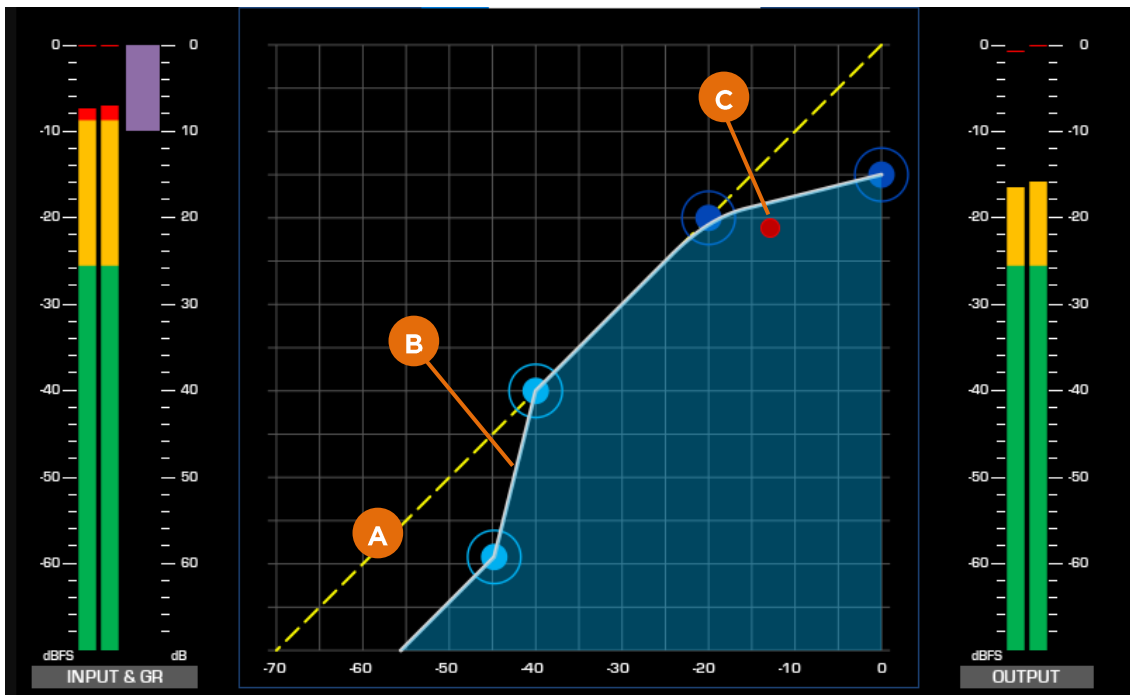 0 0 0 0
C
-10 10 -10 -10
-20 20 -20 -20
-30 30 -30 -30
B
-40 40 -40 -40
-50 50 -50 -50
A
-60 60 -60 -60
dBFS dB dBFS
-70 -60 -50 -40 -30 -20 -10 0
INPUT & GR OUTPUT